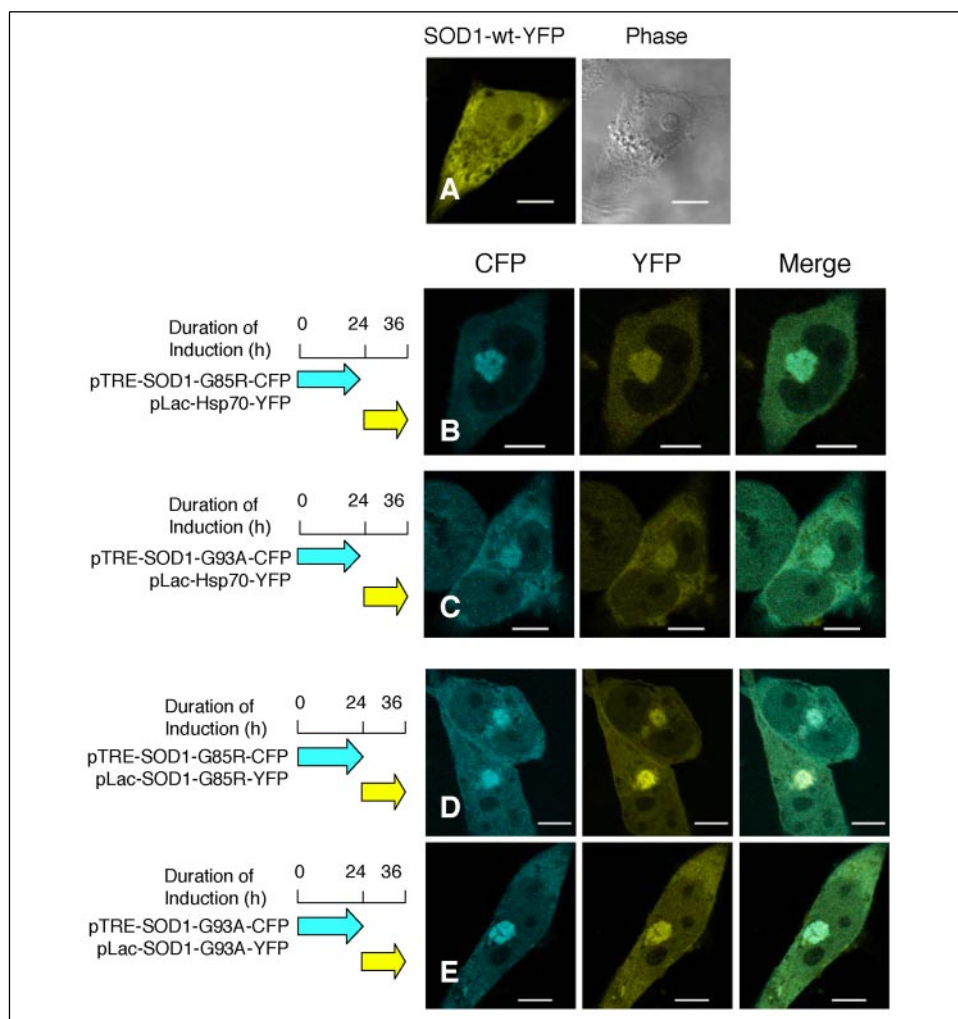 SOD1-wt-YFP Phase
A
CFP YFP Merge
Duration of 0 24 36
Induction (h)
pTRE-SOD1-G85R-CFP
pLac-Hsp70-YFP
B
Duration of 0 24 36
Induction (h)
pTRE-SOD1-G93A-CFP
pLac-Hsp70-YFP
C
Duration of 0 24 36
Induction (h)
pTRE-SOD1-G85R-CFP
pLac-SOD1-G85R-YFP
D
Duration of 0 24 36
Induction (h)
pTRE-SOD1-G93A-CFP
pLac-SOD1-G93A-YFP
E